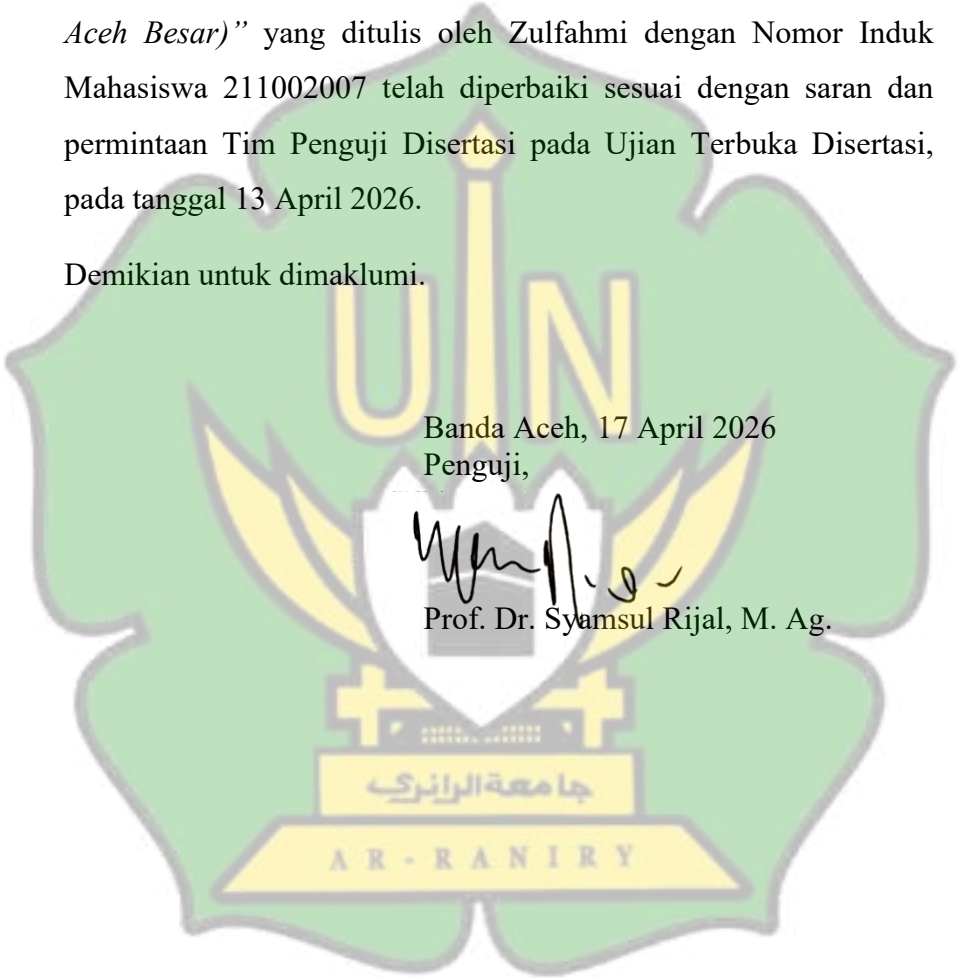 Aceh Besar)” yang ditulis oleh Zulfahmi dengan Nomor Induk
Mahasiswa 211002007 telah diperbaiki sesuai dengan saran dan
permintaan Tim Penguji Disertasi pada Ujian Terbuka Disertasi,
pada tanggal 13 April 2026.
Demikian untuk dimaklumi.
UIN
Banda Aceh, 17 April 2026
Penguji,
Prof. Dr. Syamsul Rijal, M. Ag.
جامعة الرانري
AR-RANIRY